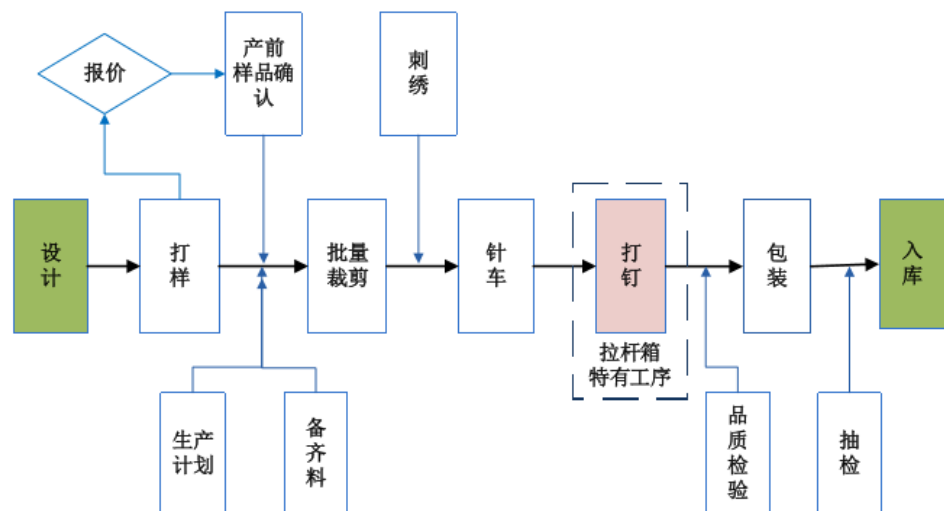 报价
产前
样品确
认
刺
绣
设
计
打
样
批量
裁剪
针
车
打
钉
包
装
入
库
拉杆箱
特有工序
生产
计划
备
齐
料
品
质
检
验
抽
检